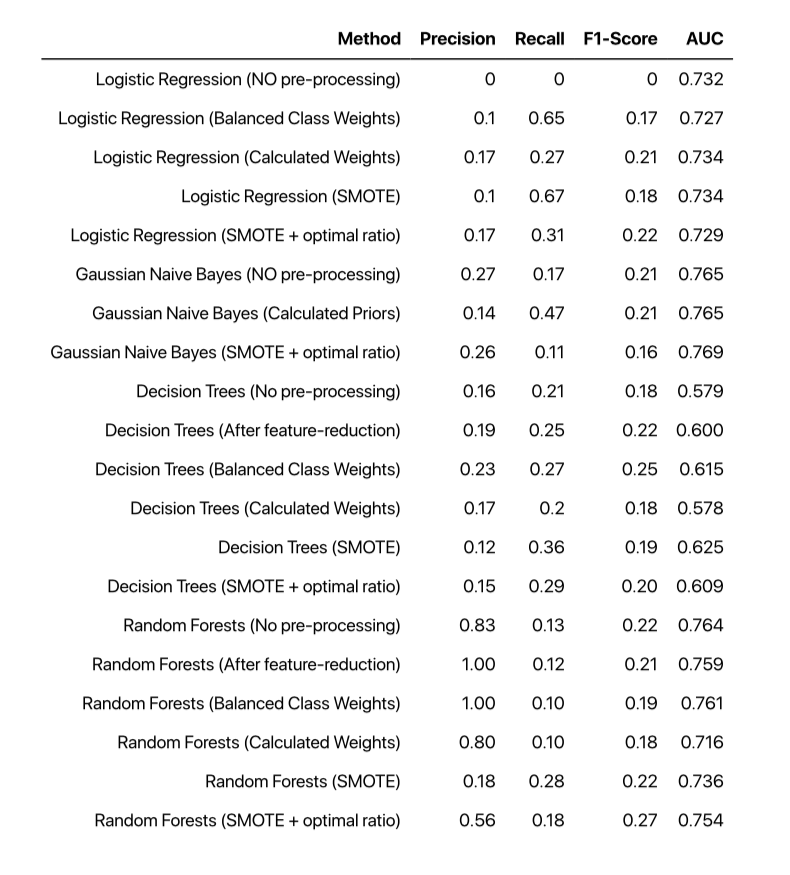 Method Precision Recall F1-Score AUC
Logistic Regression (NO pre-processing) 0 0 0 0.732
Logistic Regression (Balanced Class Weights) 0.1 0.65 0.17 0.727
Logistic Regression (Calculated Weights) 0.17 0.27 0.21 0.734
Logistic Regression (SMOTE) 0.1 0.67 0.18 0.734
Logistic Regression (SMOTE + optimal ratio) 0.17 0.31 0.22 0.729
Gaussian Naive Bayes (NO pre-processing) 0.27 0.17 0.21 0.765
Gaussian Naive Bayes (Calculated Priors) 0.14 0.47 0.21 0.765
Gaussian Naive Bayes (SMOTE + optimal ratio) 0.26 0.11 0.16 0.769
Decision Trees (No pre-processing) 0.16 0.21 0.18 0.579
Decision Trees (After feature-reduction) 0.19 0.25 0.22 0.600
Decision Trees (Balanced Class Weights) 0.23 0.27 0.25 0.615
Decision Trees (Calculated Weights) 0.17 0.2 0.18 0.578
Decision Trees (SMOTE) 0.12 0.36 0.19 0.625
Decision Trees (SMOTE + optimal ratio) 0.15 0.29 0.20 0.609
Random Forests (No pre-processing) 0.83 0.13 0.22 0.764
Random Forests (After feature-reduction) 1.00 0.12 0.21 0.759
Random Forests (Balanced Class Weights) 1.00 0.10 0.19 0.761
Random Forests (Calculated Weights) 0.80 0.10 0.18 0.716
Random Forests (SMOTE) 0.18 0.28 0.22 0.736
Random Forests (SMOTE + optimal ratio) 0.56 0.18 0.27 0.754